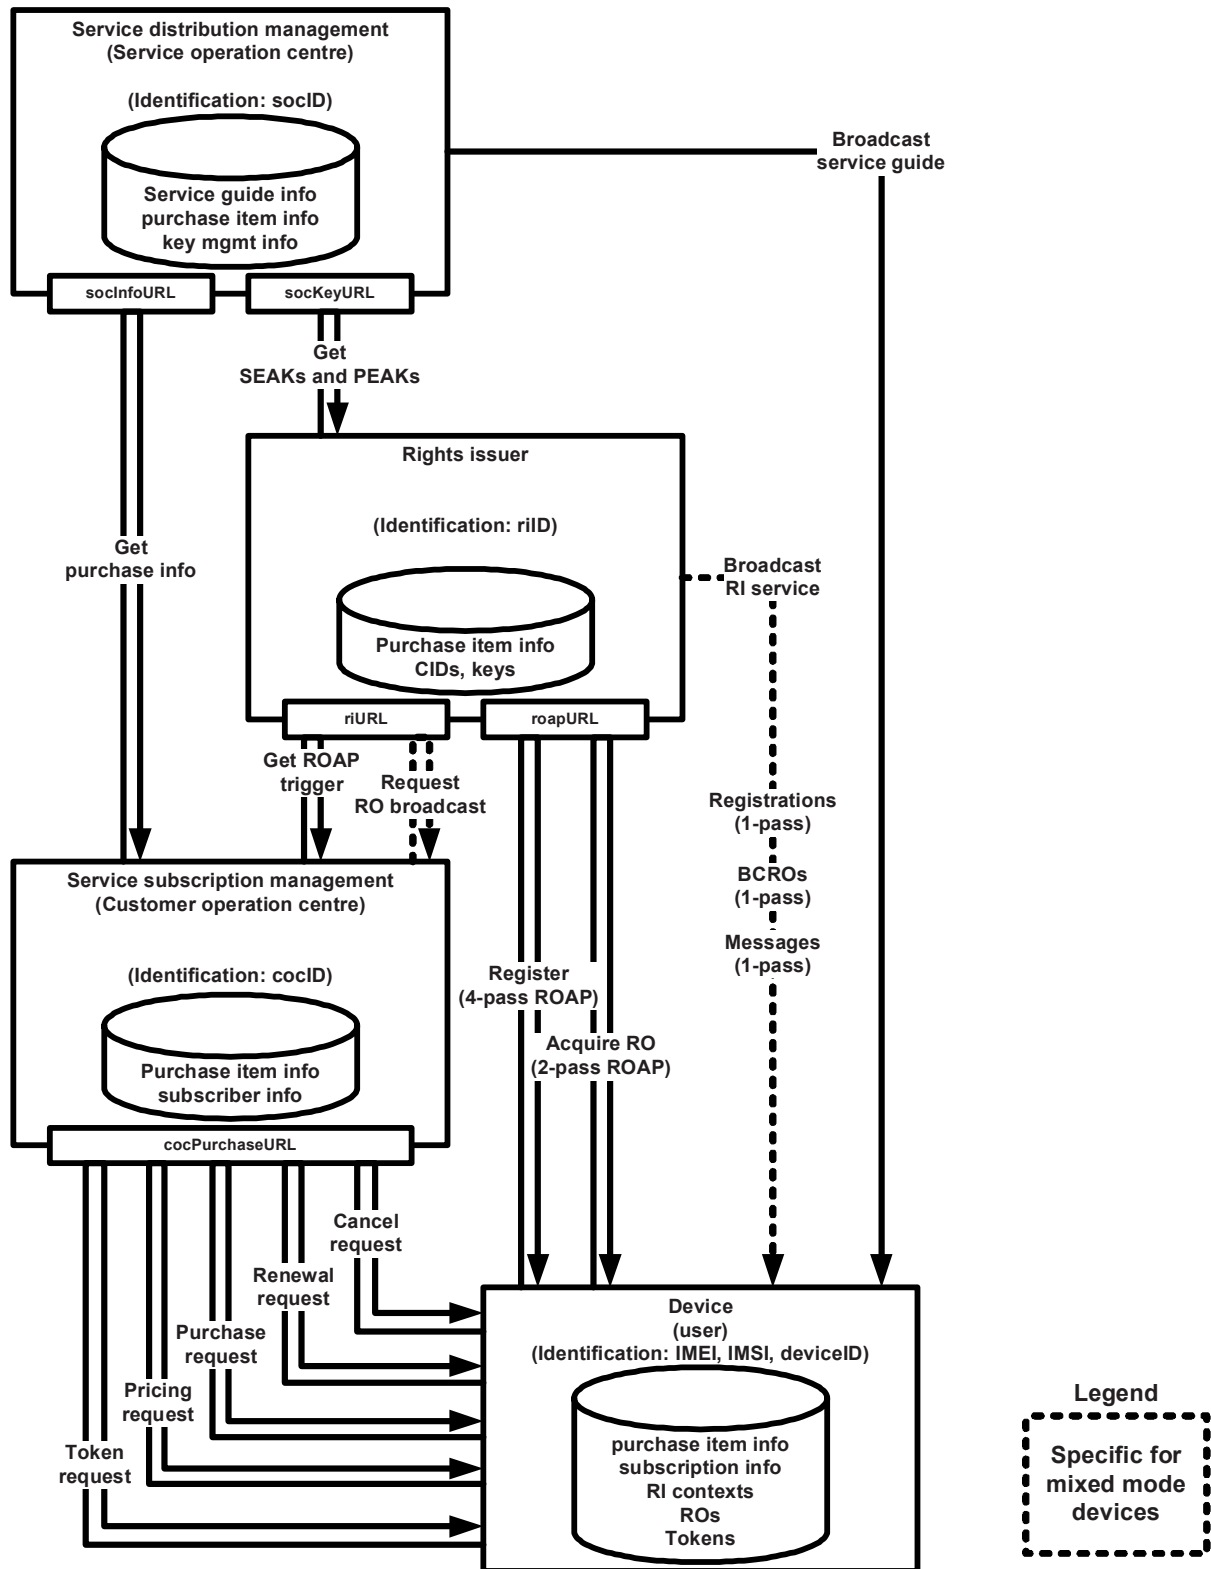 Service distribution management
(Service operation centre)
(Identification: socID)
Service guide info
purchase item info
key mgmt info
socInfoURL
socKeyURL
Broadcast
service guide
Get
SEAKs and PEAKs
Rights issuer
(Identification: riID)
Purchase item info
CIDs, keys
riURL
roapURL
Get
purchase info
Broadcast
RI service
Get ROAP
trigger
Request
RO broadcast
Registrations
(1-pass)
BCROs
(1-pass)
Messages
(1-pass)
Service subscription management
(Customer operation centre)
(Identification: cocID)
Purchase item info
subscriber info
cocPurchaseURL
Register
(4-pass ROAP)
Acquire RO
(2-pass ROAP)
Cancel
request
Renewal
request
Purchase
request
Pricing
request
Token
request
Device
(user)
(Identification: IMEI, IMSI, deviceID)
purchase item info
subscription info
RI contexts
ROs
Tokens
Legend
Specific for
mixed mode
devices